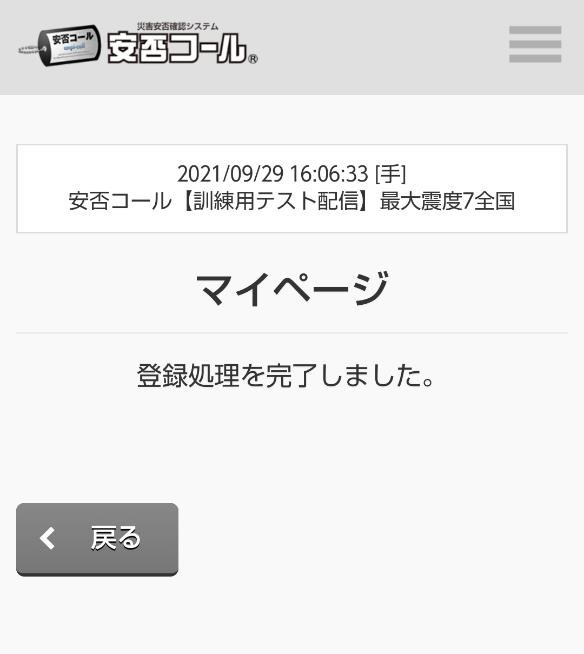 災害安否確認システム
安否コール
anpi-call
安否コール®
2021/09/29 16:06:33 [手]
安否コール【訓練用テスト配信】最大震度7全国
マイページ
登録処理を完了しました。
戻る